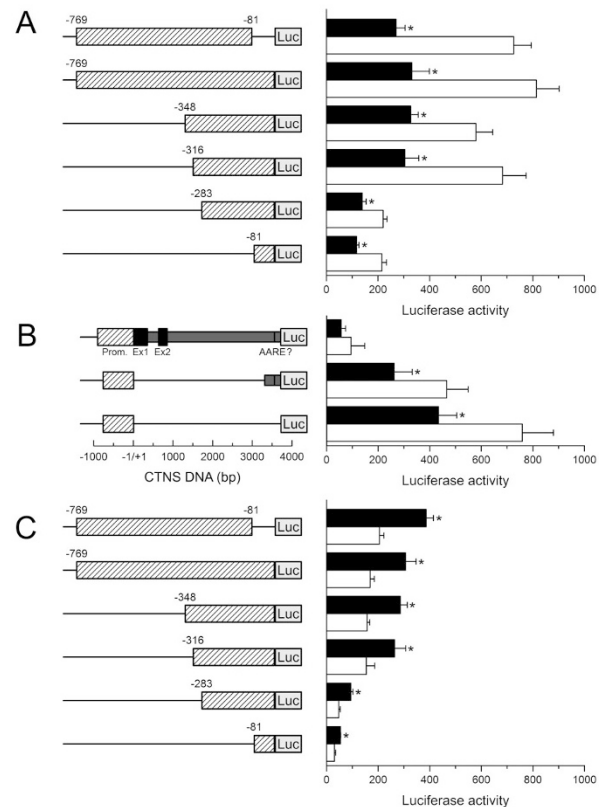 A
-769 -81
Luc
-769
Luc
-348
Luc
-316
Luc
-283
Luc
-81
Luc
*
*
*
*
*
*
0 200 400 600 800 1000
Luciferase activity
B
Luc
Prom. Ex1 Ex2 AARE?
Luc
Luc
-1000 -1/+1 1000 2000 3000 4000
CTNS DNA (bp)
*
*
0 200 400 600 800 1000
Luciferase activity
C
-769 -81
Luc
-769
Luc
-348
Luc
-316
Luc
-283
Luc
-81
Luc
*
*
*
*
*
*
0 200 400 600 800 1000
Luciferase activity